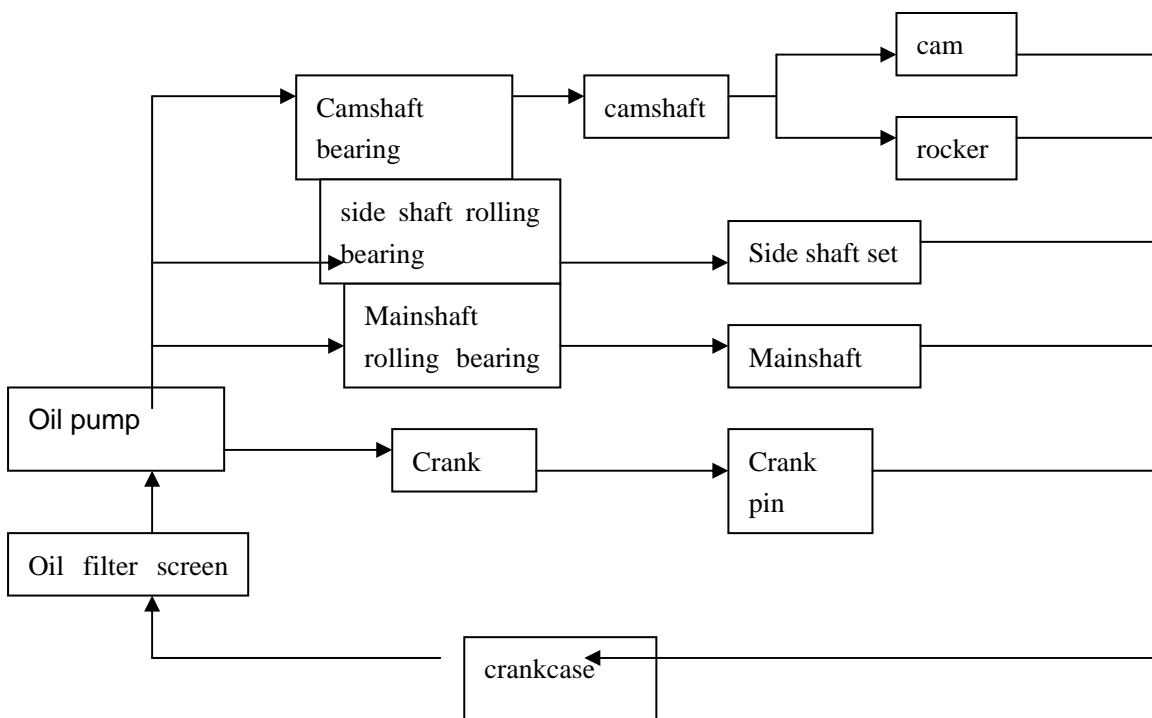 cam
Camshaft
bearing
camshaft
rocker
side shaft rolling
bearing
Side shaft set
Mainshaft
rolling bearing
Mainshaft
Oil pump
Crank
Crank
pin
Oil filter screen
crankcase